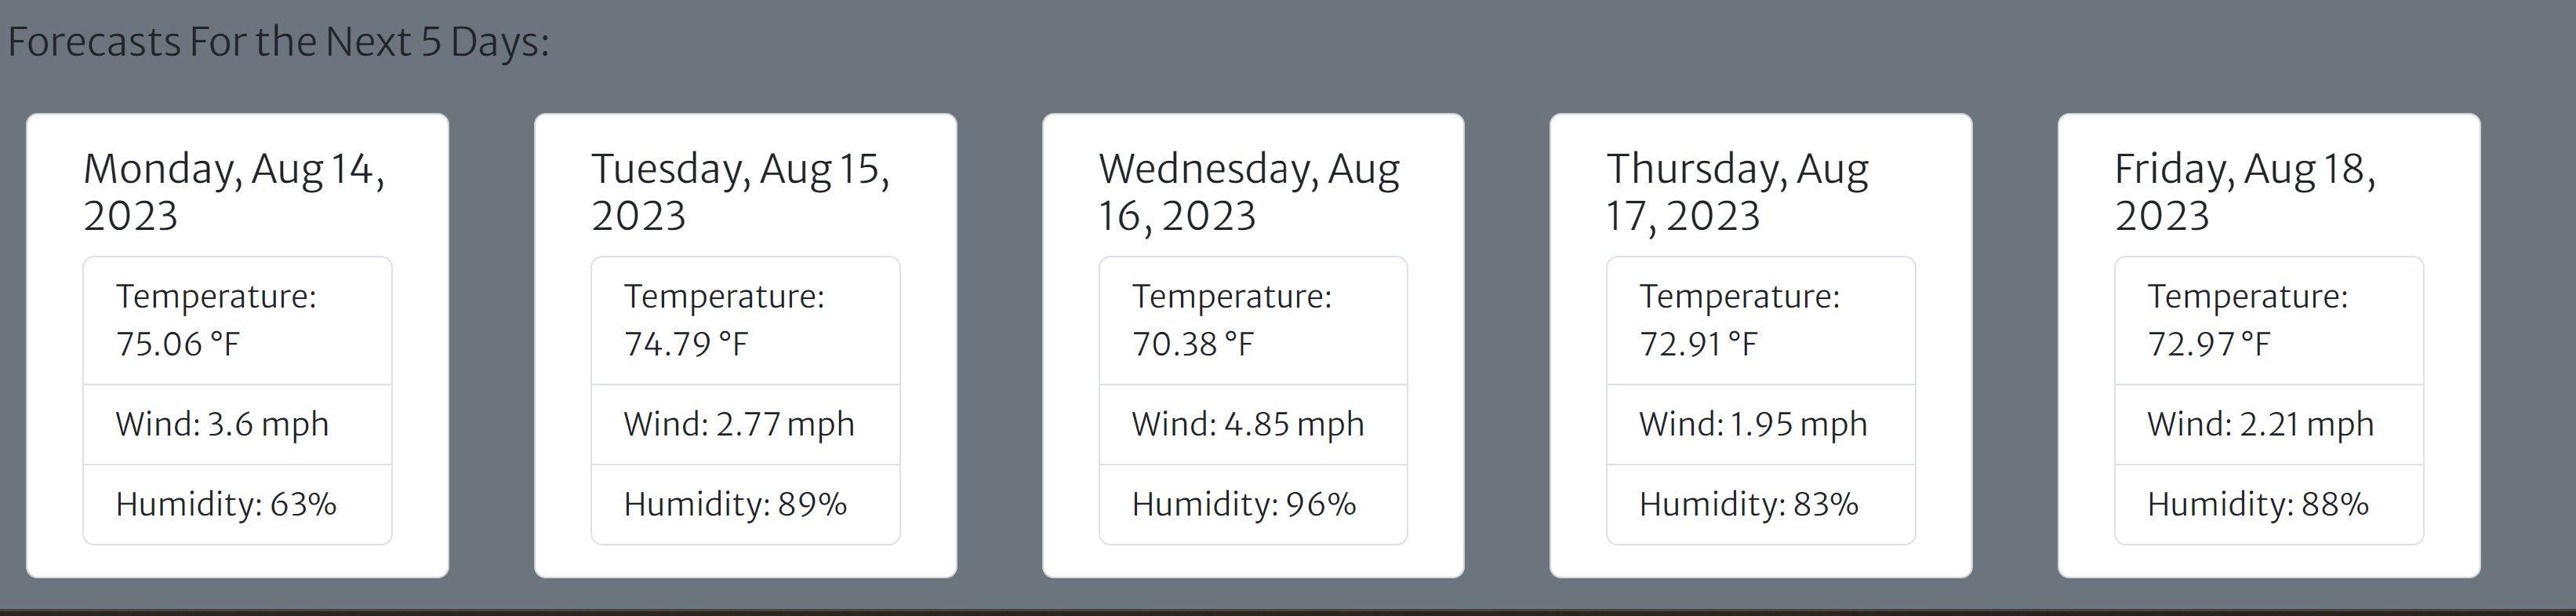 Forecasts For the Next 5 Days:
Monday, Aug 14,
2023
Temperature:
75.06 °F
Wind: 3.6 mph
Humidity: 63%
Tuesday, Aug 15,
2023
Temperature:
74.79 °F
Wind: 2.77 mph
Humidity: 89%
Wednesday, Aug
16, 2023
Temperature:
70.38 °F
Wind: 4.85 mph
Humidity: 96%
Thursday, Aug
17, 2023
Temperature:
72.91 °F
Wind: 1.95 mph
Humidity: 83%
Friday, Aug 18,
2023
Temperature:
72.97 °F
Wind: 2.21 mph
Humidity: 88%